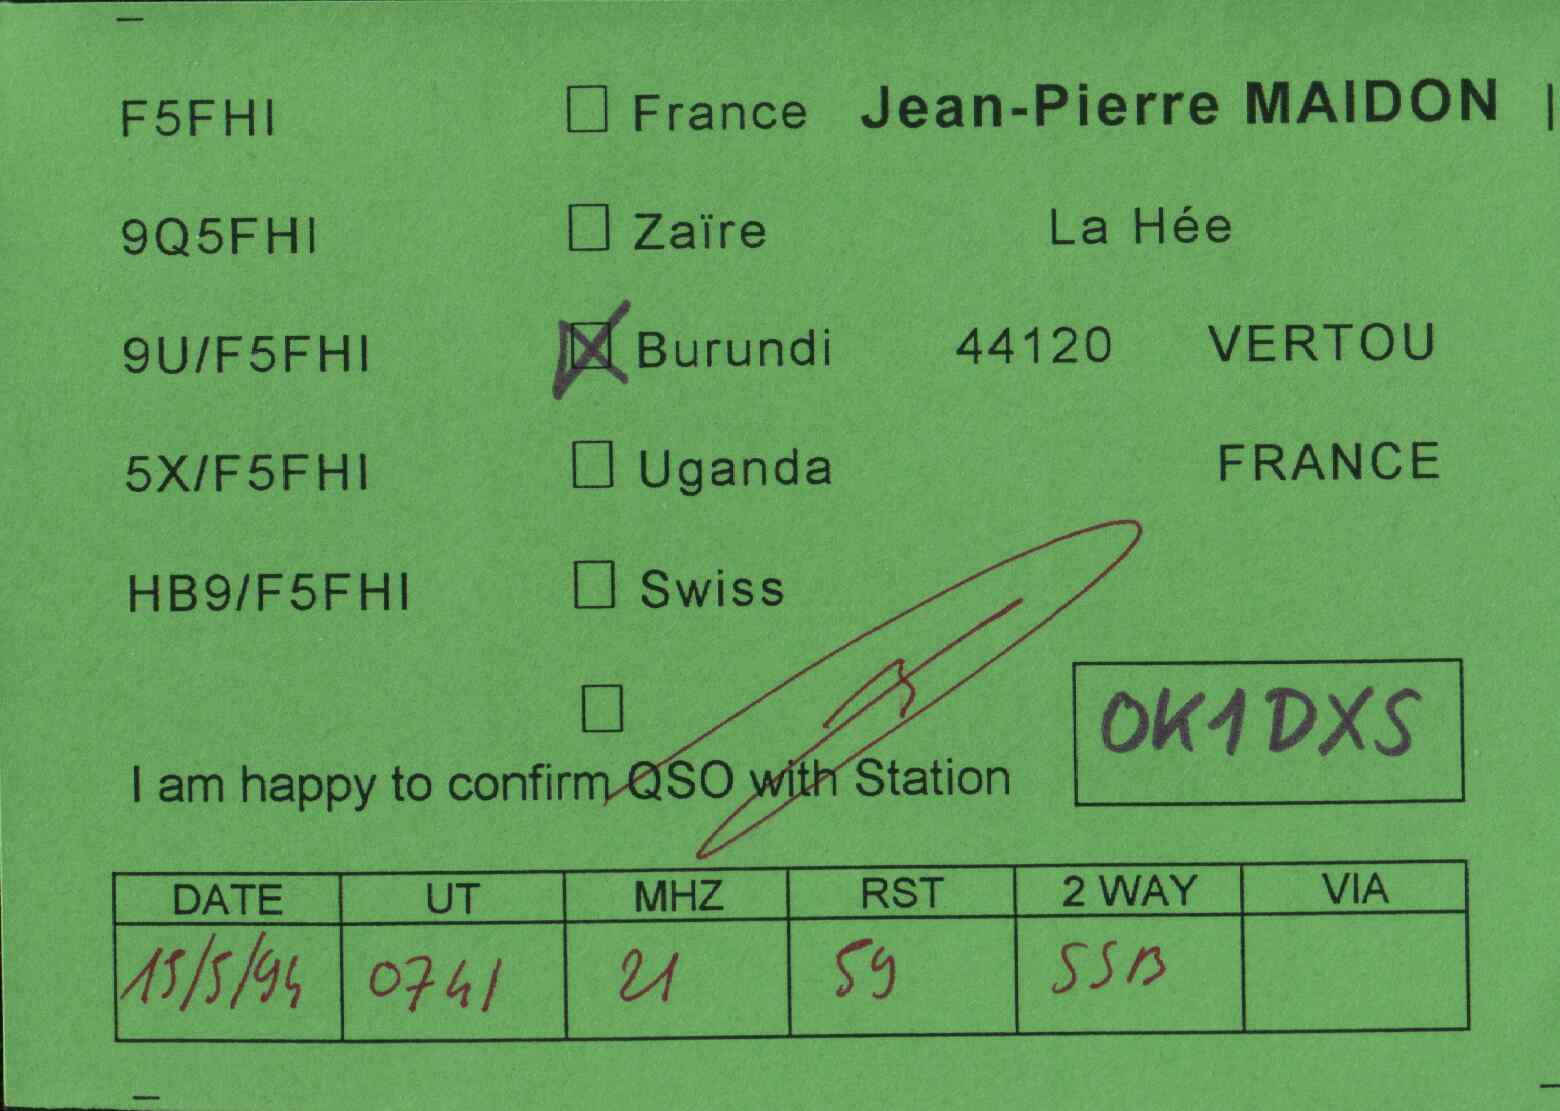 F5FHI ☐ France Jean-Pierre MAIDON
9Q5FHI ☐ Zaïre La Hée
9U/F5FHI ☒ Burundi 44120 VERTOU
5X/F5FHI ☐ Uganda FRANCE
HB9/F5FHI ☐ Swiss
☐
I am happy to confirm QSO with Station OK1DXS
DATE UT MHZ RST 2 WAY VIA
15/5/94 0741 21 59 SSB